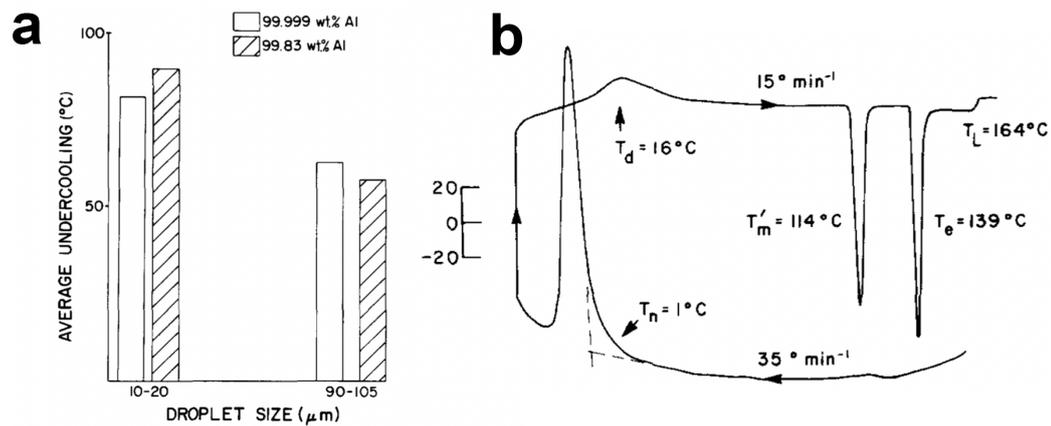 a
99.999 wt.% Al
99.83 wt.% Al
100
50
AVERAGE UNDERCOOLING (°C)
10-20
90-105
DROPLET SIZE (μm)
b
15° min⁻¹
T_d = 16°C
T_L = 164°C
20
0
-20
T'_m = 114°C
T_e = 139°C
T_n = 1°C
35° min⁻¹